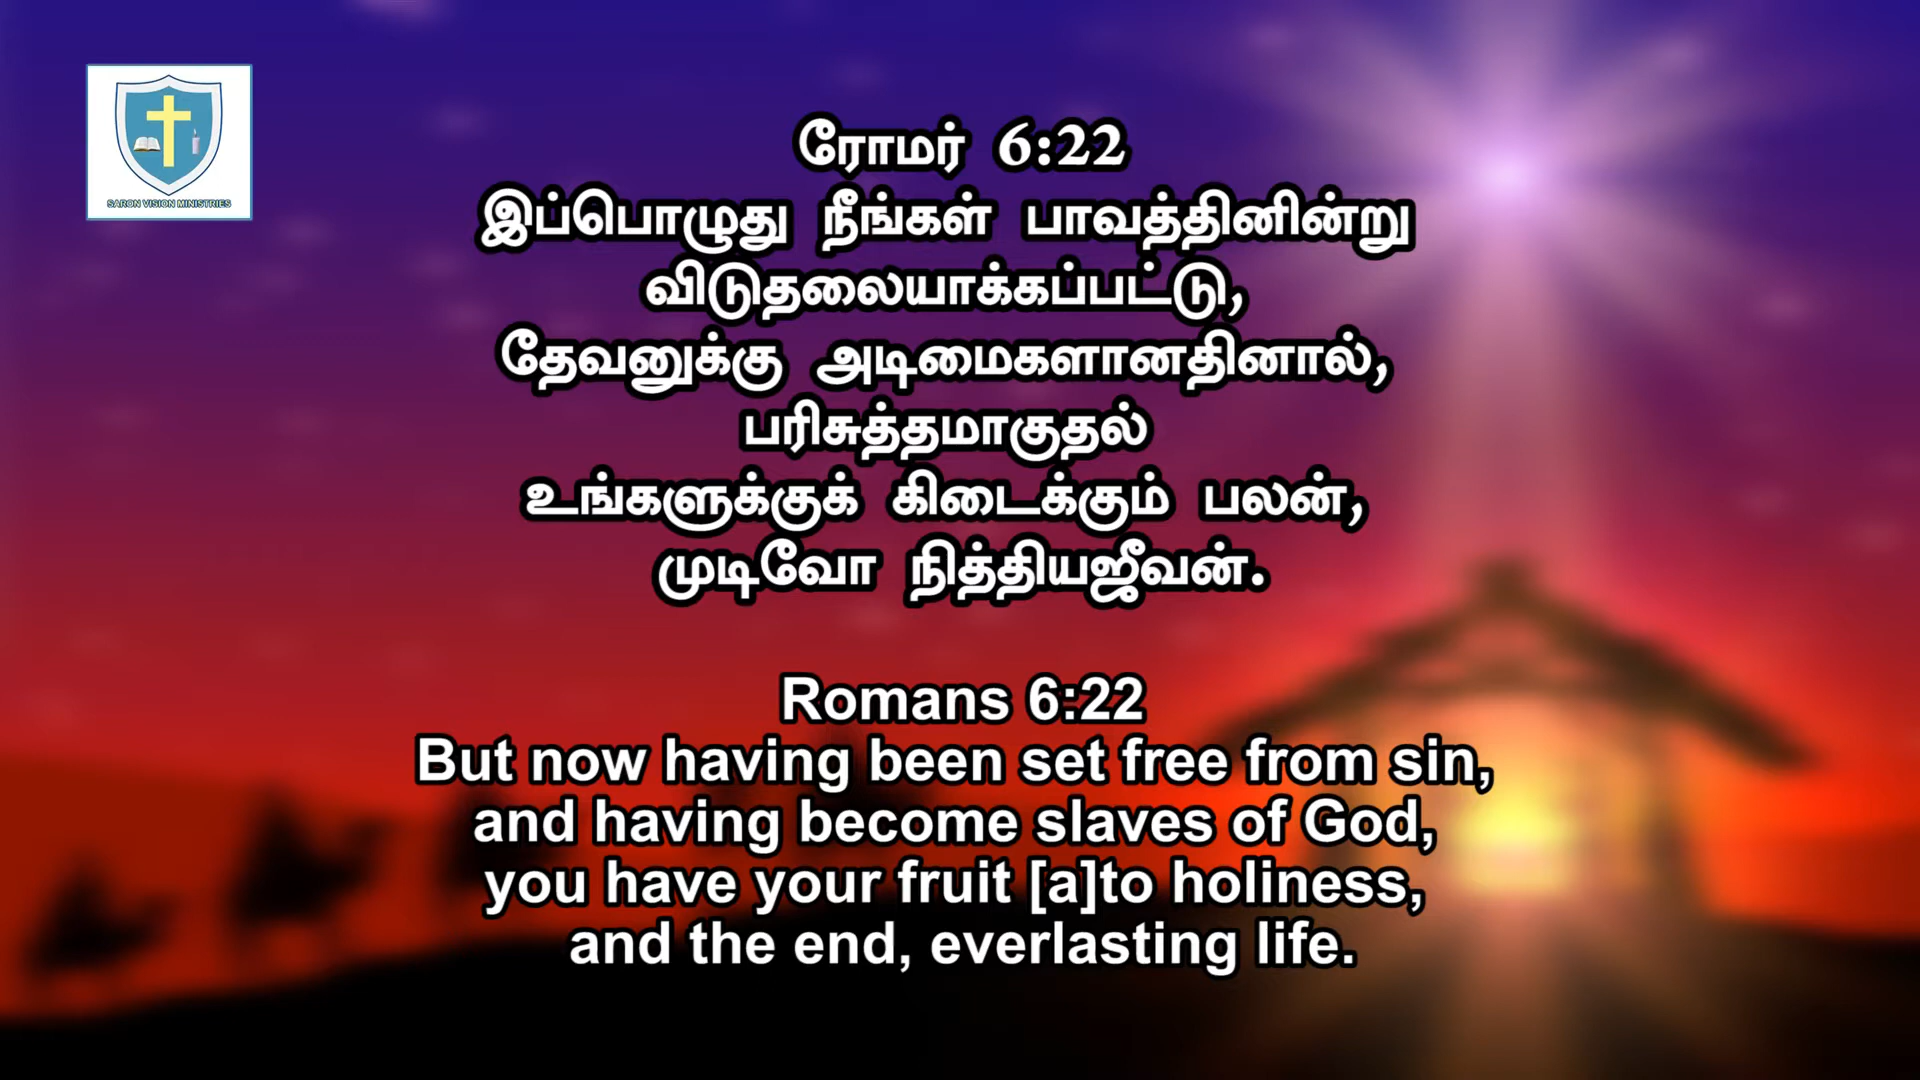 SARON VISION MINISTRIES
ரோமர் 6:22
இப்பொழுது நீங்கள் பாவத்தினின்று
விடுதலையாக்கப்பட்டு,
தேவனுக்கு அடிமைகளானதினால்,
பரிசுத்தமாகுதல்
உங்களுக்குக் கிடைக்கும் பலன்,
முடிவோ நித்தியஜீவன்.
Romans 6:22
But now having been set free from sin,
and having become slaves of God,
you have your fruit [a]to holiness,
and the end, everlasting life.